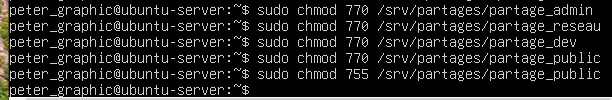 peter_graphic@ubuntu-server:~$ sudo chmod 770 /srv/partages/partage_admin
peter_graphic@ubuntu-server:~$ sudo chmod 770 /srv/partages/partage_reseau
peter_graphic@ubuntu-server:~$ sudo chmod 770 /srv/partages/partage_dev
peter_graphic@ubuntu-server:~$ sudo chmod 770 /srv/partages/partage_public
peter_graphic@ubuntu-server:~$ sudo chmod 755 /srv/partages/partage_public
peter_graphic@ubuntu-server:~$